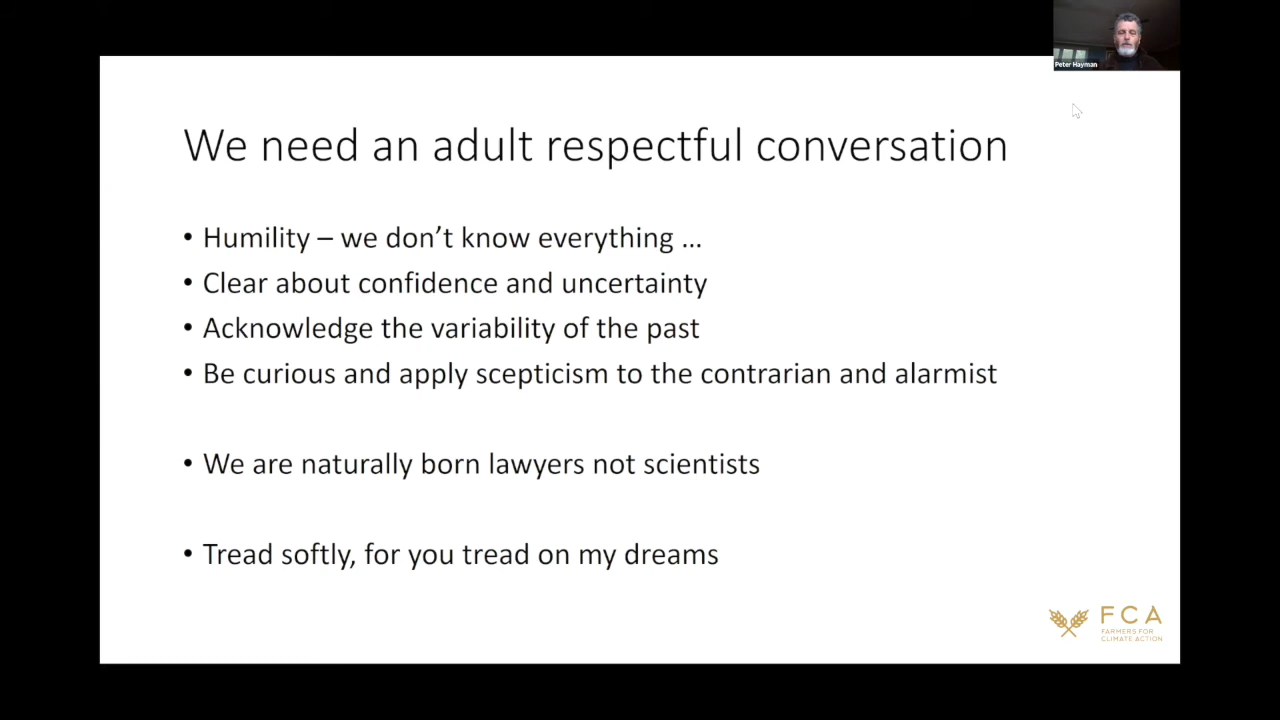 Peter Hayman
We need an adult respectful conversation
• Humility – we don’t know everything …
• Clear about confidence and uncertainty
• Acknowledge the variability of the past
• Be curious and apply scepticism to the contrarian and alarmist
• We are naturally born lawyers not scientists
• Tread softly, for you tread on my dreams
FCA
FARMERS FOR
CLIMATE ACTION